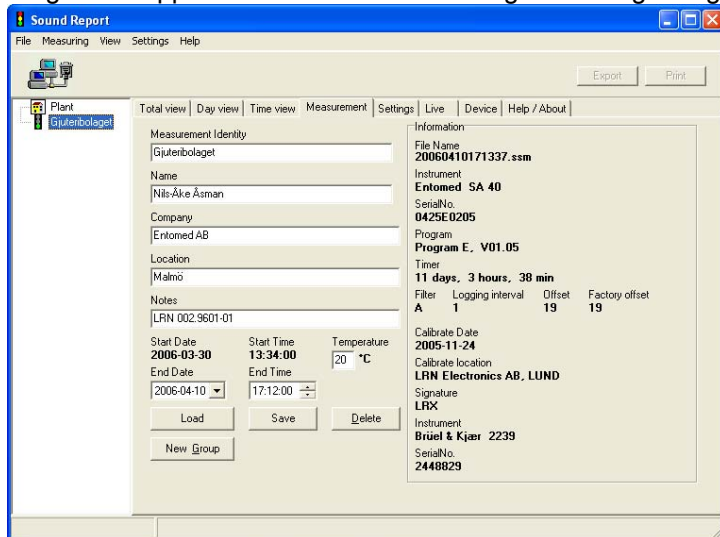 Sound Report
File Measuring View Settings Help
Export Print
Plant
Gjuteribolaget
Total view Day view Time view Measurement Settings Live Device Help / About
Measurement Identity
Gjuteribolaget
Name
Nils-Åke Åsman
Company
Entomed AB
Location
Malmö
Notes
LRN 002.9601-01
Start Date Start Time Temperature
2006-03-30 13:34:00 20 °C
End Date End Time
2006-04-10 17:12:00
Load Save Delete
New Group
Information
File Name
20060410171337.ssm
Instrument
Entomed SA 40
SerialNo.
0425E0205
Program
Program E, V01.05
Timer
11 days, 3 hours, 38 min
Filter Logging interval Offset Factory offset
A 1 19 19
Calibrate Date
2005-11-24
Calibrate location
LRN Electronics AB, LUND
Signature
LRX
Instrument
Brüel & Kjær 2239
SerialNo.
2448829